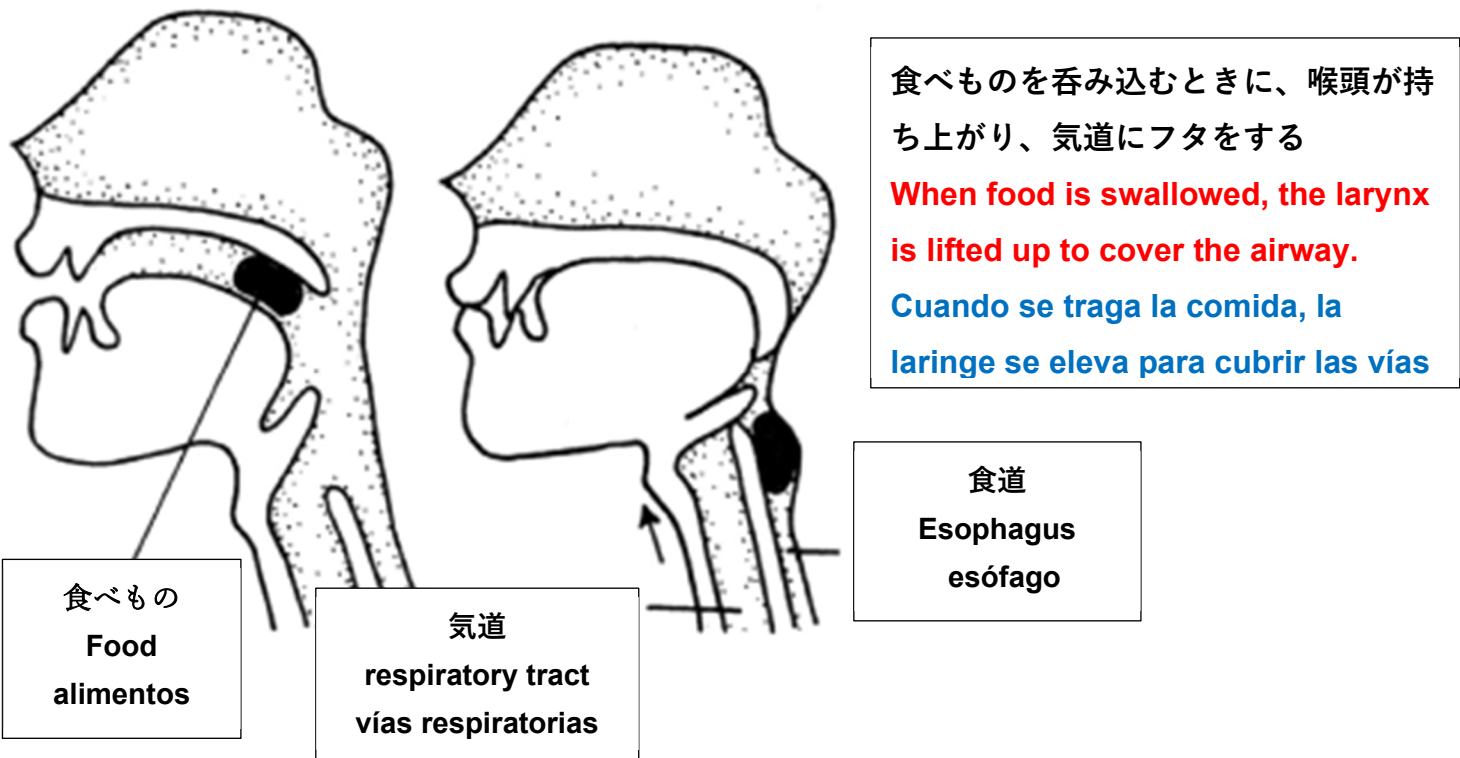 食べものを呑み込むときに、喉頭が持
ち上がり、気道にフタをする
When food is swallowed, the larynx
is lifted up to cover the airway.
Cuando se traga la comida, la
laringe se eleva para cubrir las vías
食道
Esophagus
esófago
食べもの
Food
alimentos
気道
respiratory tract
vías respiratorias